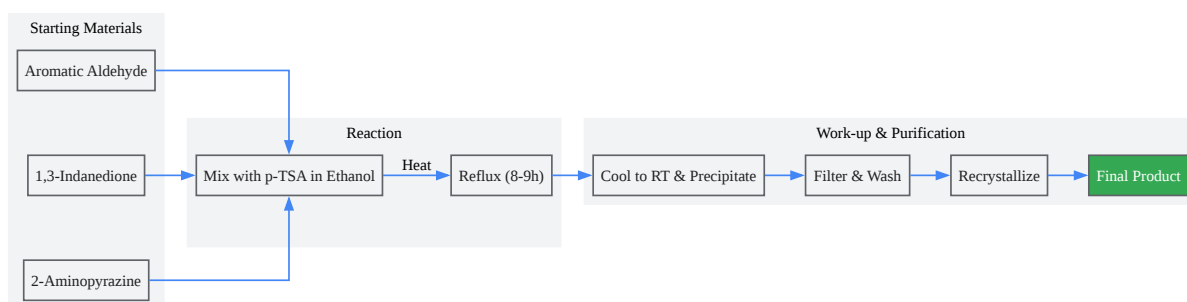 Starting Materials
Aromatic Aldehyde
1,3-Indanedione
2-Aminopyrazine
Reaction
Mix with p-TSA in Ethanol
Heat
Reflux (8-9h)
Work-up & Purification
Cool to RT & Precipitate
Filter & Wash
Recrystallize
Final Product